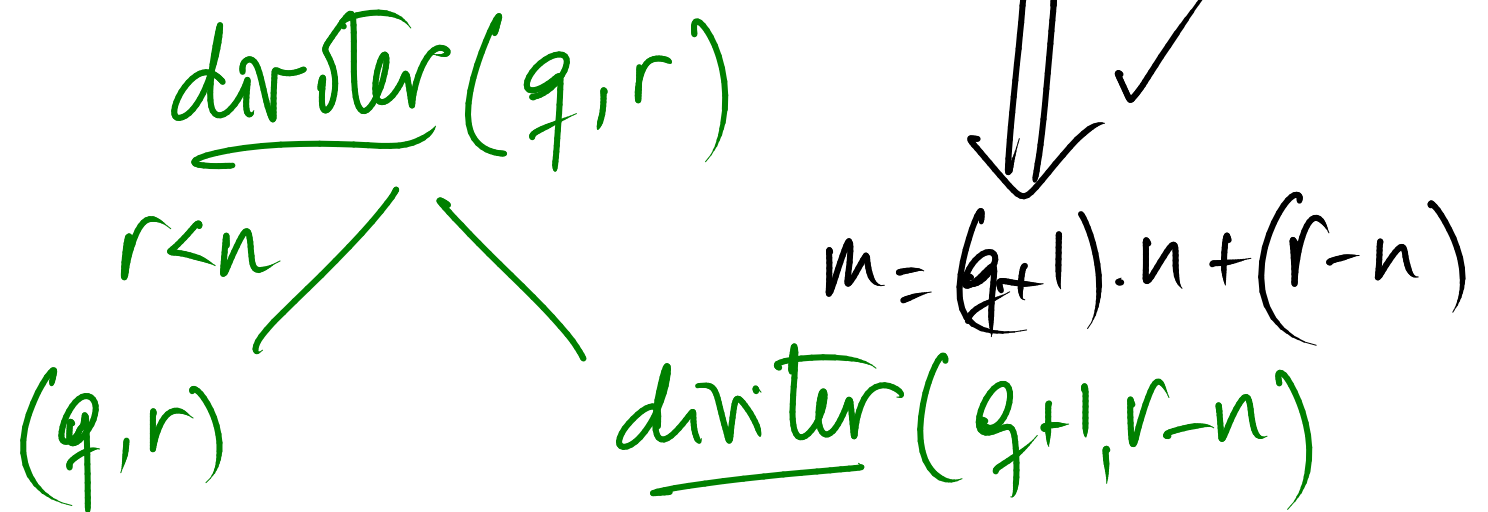 diviter (q, r)
r < n
m = (q+1) . n + (r - n)
(q, r)
diviter (q+1, r - n)